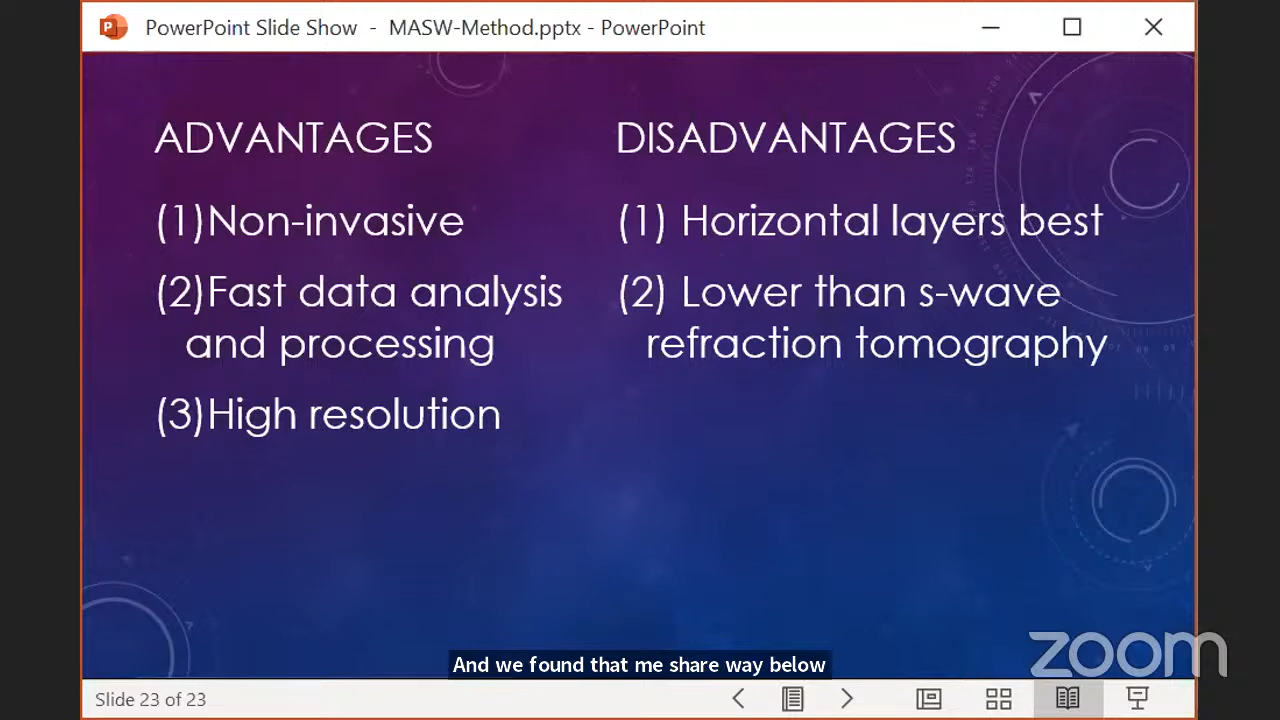 PowerPoint Slide Show - MASW-Method.pptx - PowerPoint
ADVANTAGES
(1)Non-invasive
(2)Fast data analysis
and processing
(3)High resolution
DISADVANTAGES
(1) Horizontal layers best
(2) Lower than s-wave
refraction tomography
And we found that me share way below
zoom
Slide 23 of 23